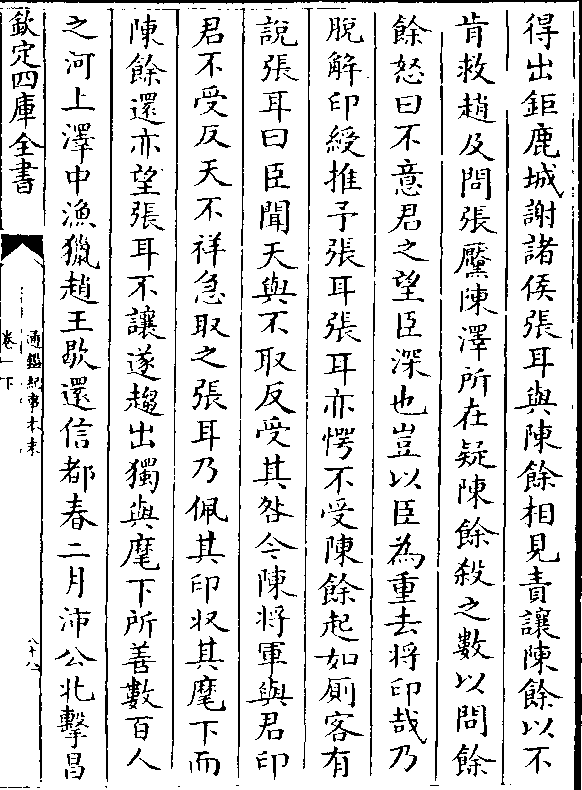 得出鉅鹿城謝諸侯張耳與陳餘相見責讓陳餘以不
肯救趙及問張黶陳澤所在疑陳餘殺之數以問餘
餘怒曰不意君之望臣深也豈以臣為重去將印哉乃
脫解印綬推予張耳張耳亦愕不受陳餘起如厠客有
說張耳曰臣聞天與不取反受其咎今陳將軍與君印
君不受反天不祥急取之張耳乃佩其印收其麾下而
陳餘還亦望張耳不讓遂趨出獨與麾下所善數百人
之河上澤中漁獵趙王歇還信都春二月沛公北擊昌
欽定四庫全書
通鑑紀事本末
卷一下
八十八